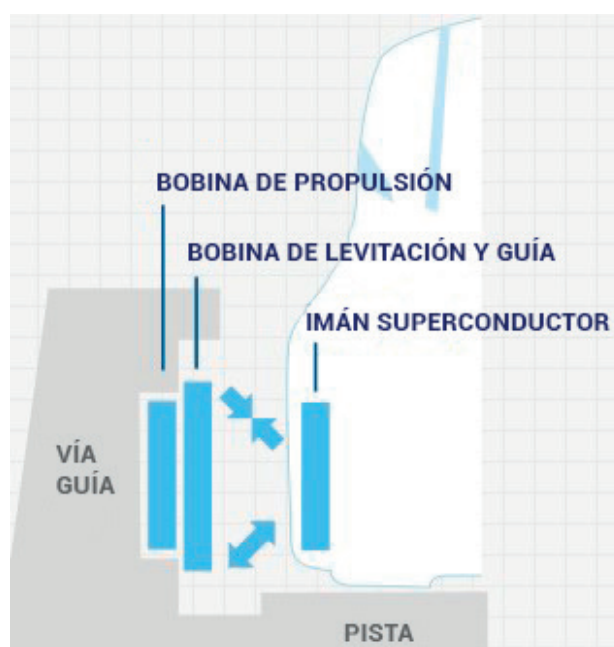 BOBINA DE PROPULSIÓN
BOBINA DE LEVITACIÓN Y GUÍA
IMÁN SUPERCONDUCTOR
VÍA
GUÍA
PISTA